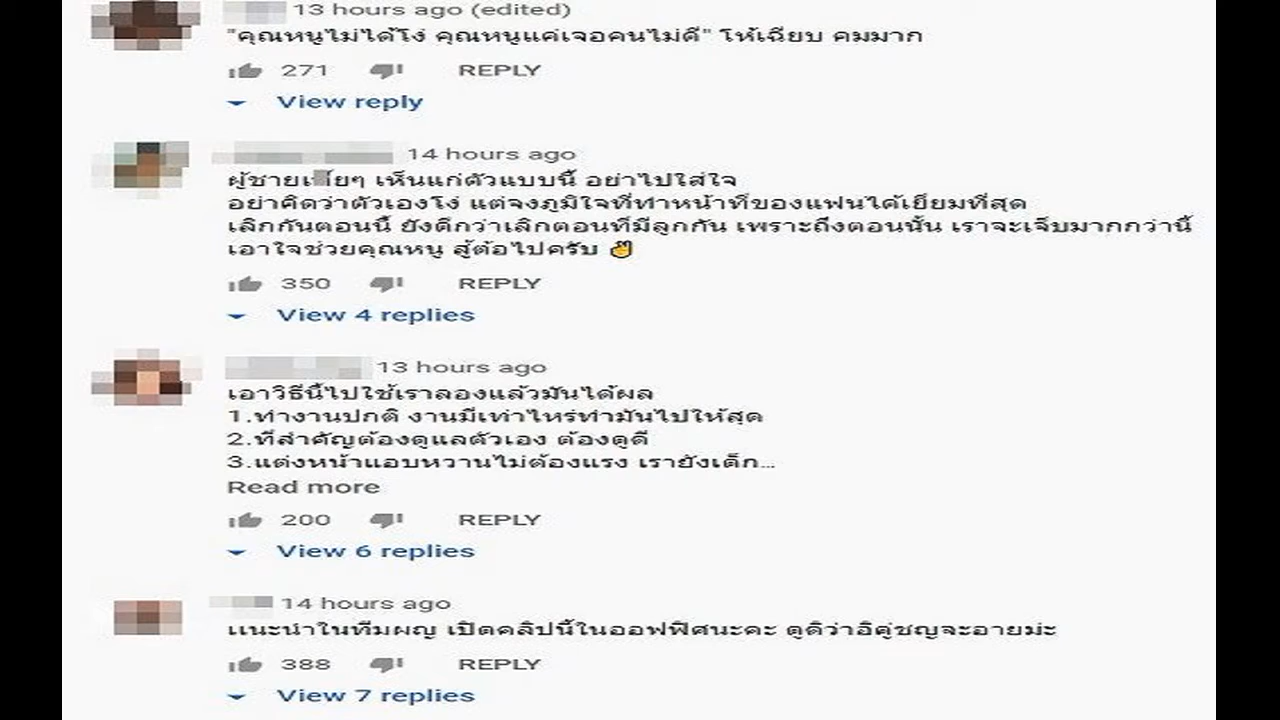 13 hours ago (edited)
"คุณหนูไม่ได้โง่ คุณหนูแค่เจอคนไม่ดี" โห้เฉียบ คมมาก
271 REPLY
View reply
14 hours ago
ผู้ชาย เห็นแก่ตัวแบบนี้ อย่าไปใส่ใจ
อย่าคิดว่าตัวเองโง่ แต่จงภูมิใจที่ทำหน้าที่ของแฟนได้เยี่ยมที่สุด
เลิกกันตอนนี้ ยังดีกว่าเลิกตอนที่มีลูกกัน เพราะถึงตอนนั้น เราจะเจ็บมากกว่านี้
เอาใจช่วยคุณหนู สู้ต่อไปครับ ✌
350 REPLY
View 4 replies
13 hours ago
เอาวิธีนี้ไปใช้เราลองแล้วมันได้ผล
1.ทำงานปกติ งานมีเท่าไหร่ทำมันไปให้สุด
2.ที่สำคัญต้องดูแลตัวเอง ต้องดูดี
3.แต่งหน้าแอบหวานไม่ต้องแรง เรายังเด็ก...
Read more
200 REPLY
View 6 replies
14 hours ago
แนะนำในทีมผญ เปิดคลิปนี้ในออฟฟิศนะคะ ดูดิว่าอิคู่ชญจะอายม่ะ
388 REPLY
View 7 replies